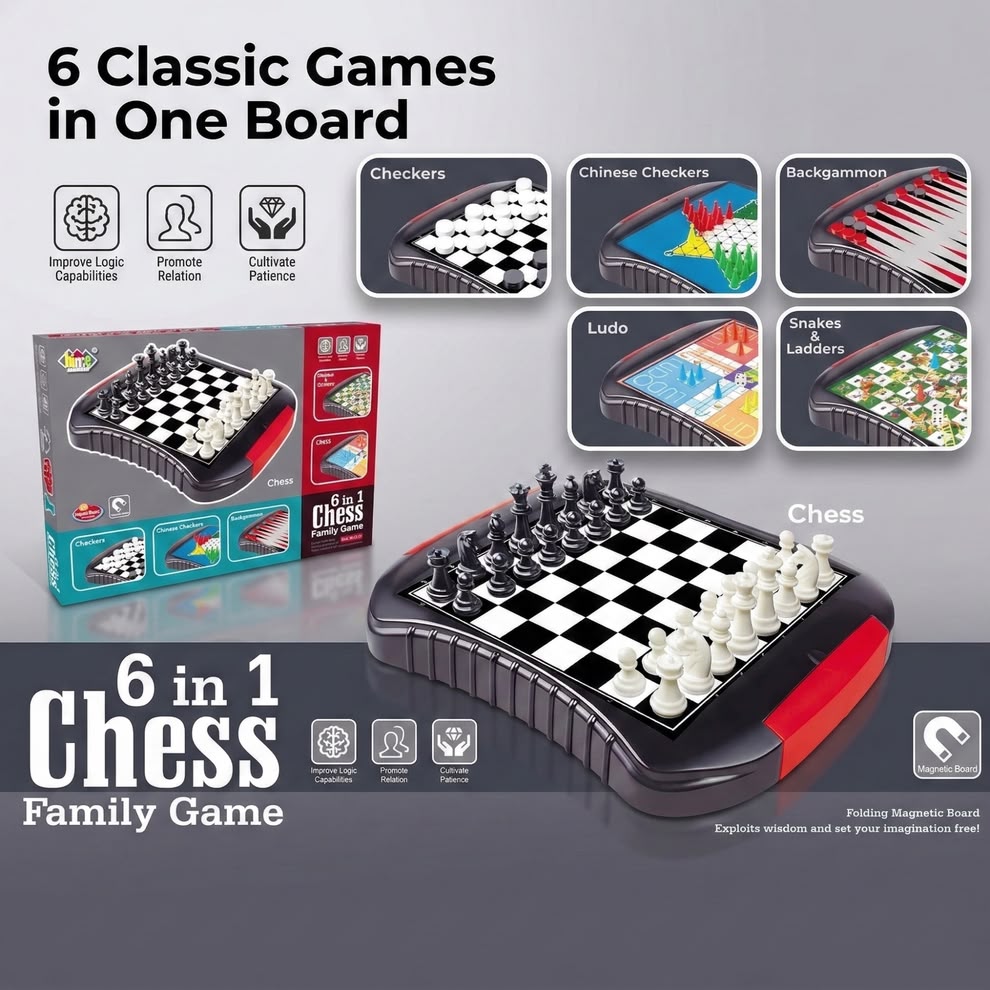 6 Classic Games
in One Board
Improve Logic
Capabilities
Promote
Relation
Cultivate
Patience
Checkers
Chinese Checkers
Backgammon
Ludo
Snakes
&
Ladders
Chess
Chess
6 in 1
Chess
Family Game
Checkers
Chinese Checkers
Backgammon
Chess
6 in 1
Chess
Family Game
Improve Logic
Capabilities
Promote
Relation
Cultivate
Patience
Magnetic Board
Folding Magnetic Board
Exploits wisdom and set your imagination free!